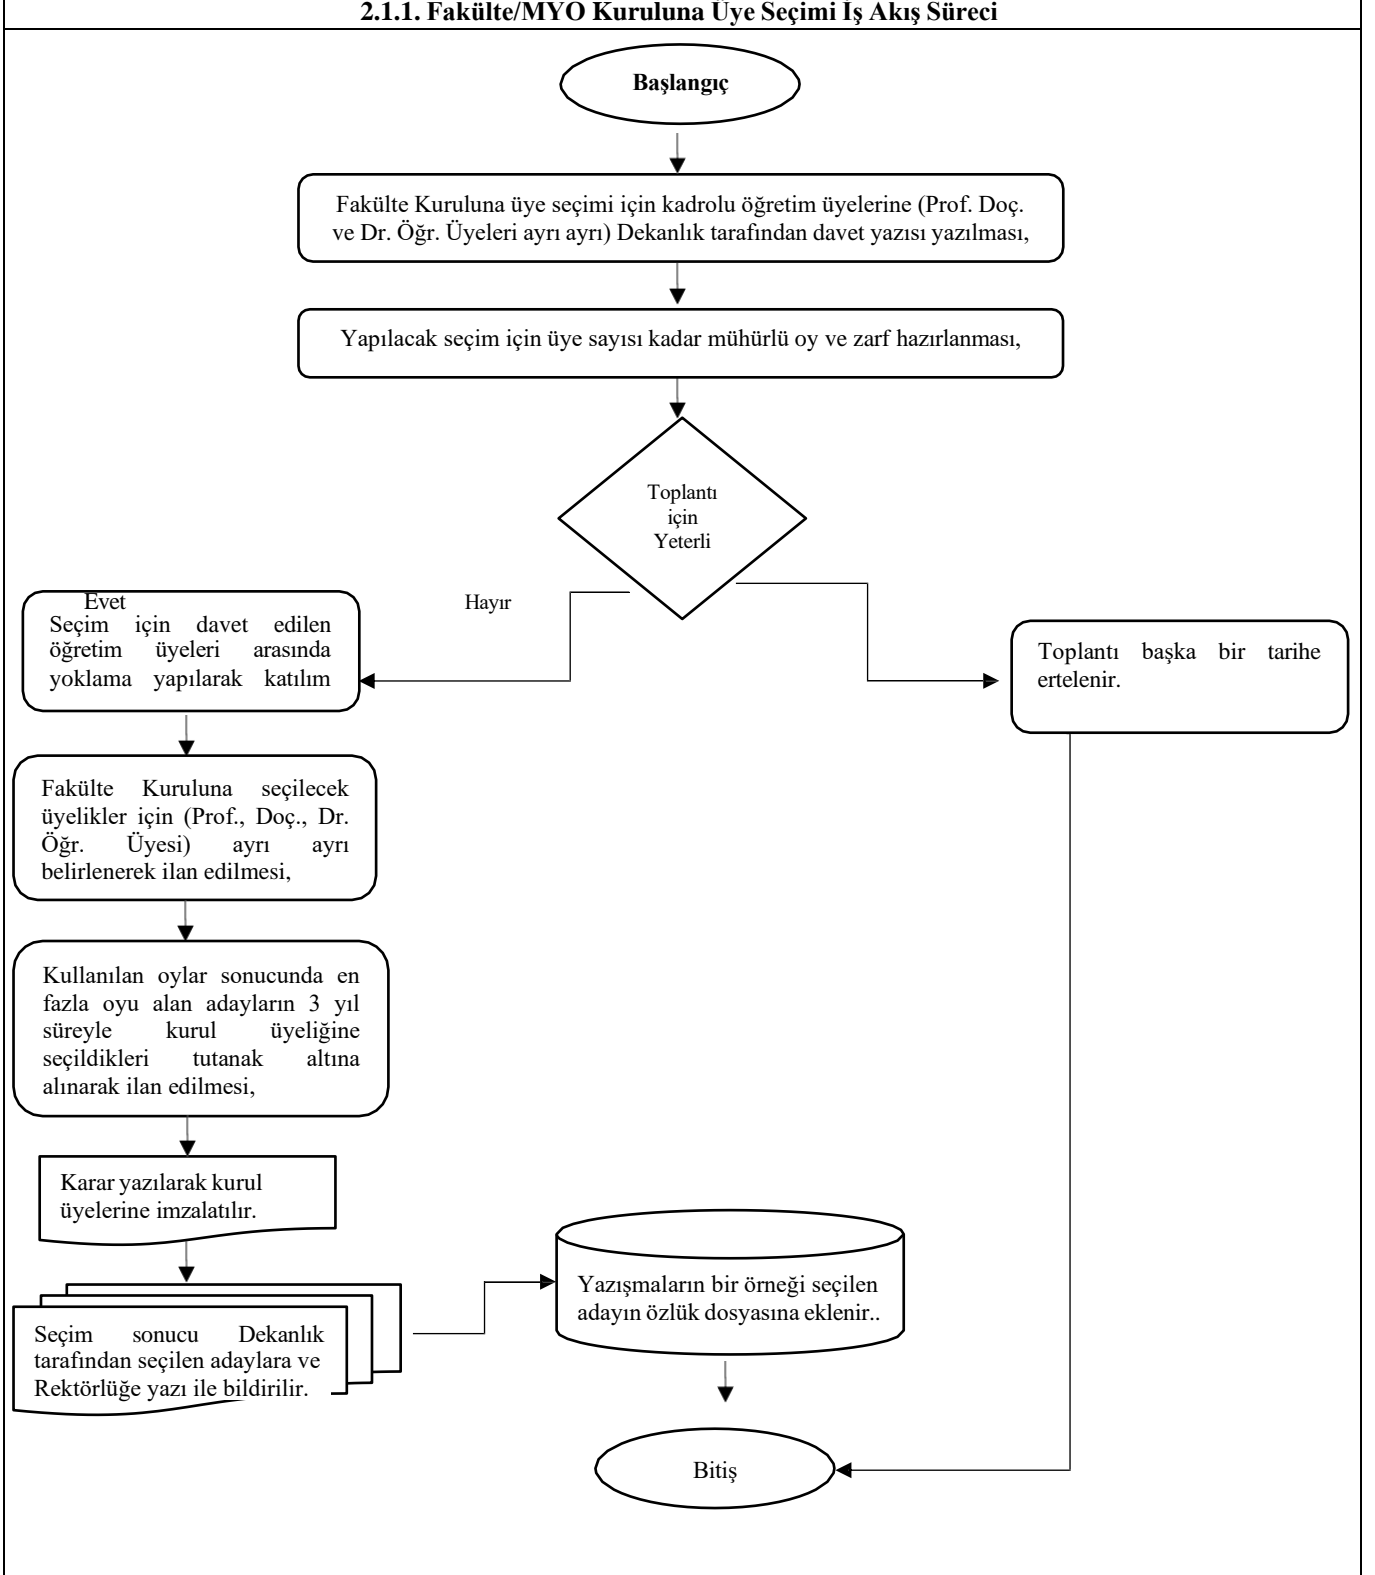 2.1.1. Fakülte/MYO Kuruluna Üye Seçimi İş Akış Süreci
Başlangıç
Fakülte Kuruluna üye seçimi için kadrolu öğretim üyelerine (Prof. Doç.
ve Dr. Öğr. Üyeleri ayrı ayrı) Dekanlık tarafından davet yazısı yazılması,
Yapılacak seçim için üye sayısı kadar mühürlü oy ve zarf hazırlanması,
Toplantı
için
Yeterli
Evet
Hayır
Seçim için davet edilen
öğretim üyeleri arasında
yoklama yapılarak katılım
Toplantı başka bir tarihe
ertelenir.
Fakülte Kuruluna seçilecek
üyelikler için (Prof., Doç., Dr.
Öğr. Üyesi) ayrı ayrı
belirlenerek ilan edilmesi,
Kullanılan oylar sonucunda en
fazla oyu alan adayların 3 yıl
süreyle kurul üyeliğine
seçildikleri tutanak altına
alınarak ilan edilmesi,
Karar yazılarak kurul
üyelerine imzalatılır.
Seçim sonucu Dekanlık
tarafından seçilen adaylara ve
Rektörlüğe yazı ile bildirilir.
Yazışmaların bir örneği seçilen
adayın özlük dosyasına eklenir..
Bitiş